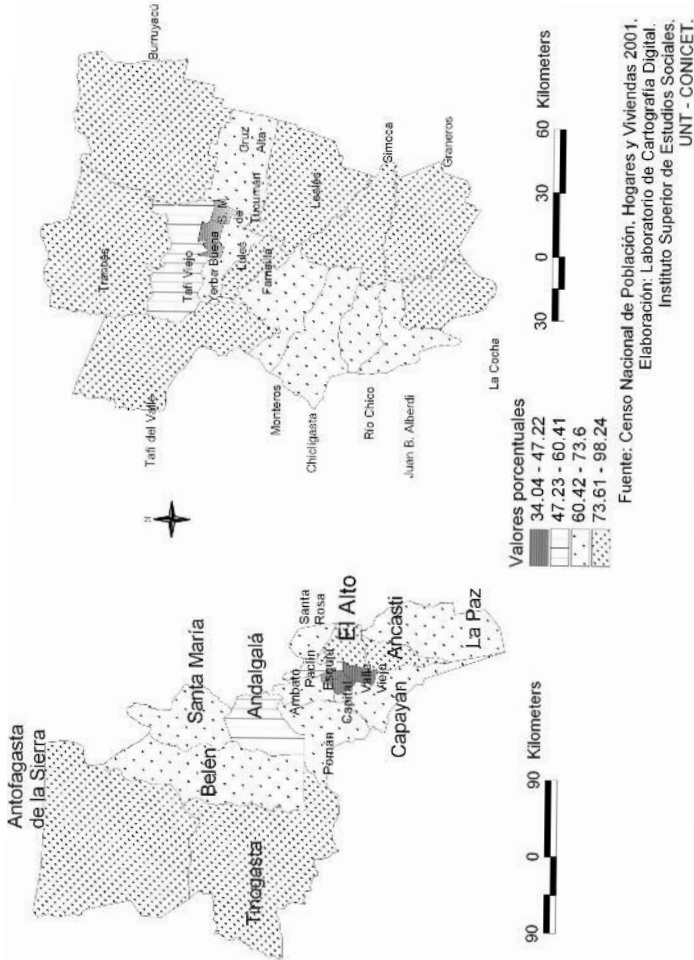 Antofagasta
de la Sierra
Santa María
Belén
Andalgalá
Tinogasta
Pomán
Ambato
Paclín
Santa
Rosa
Esquiú
El Alto
Capital
Valle
Viejo
Ancasti
Capayán
La Paz
90 0 90 Kilometers
N
Tafí del Valle
Trancas
Burruyacú
Tafí Viejo
Yerba Buena
S. M.
de
Tucumán
Cruz
Alta
Lules
Famaillá
Leales
Monteros
Chicligasta
Simoca
Río Chico
Graneros
Juan B. Alberdi
La Cocha
30 0 30 60 Kilometers
Valores porcentuales
34.04 - 47.22
47.23 - 60.41
60.42 - 73.6
73.61 - 98.24
Fuente: Censo Nacional de Población, Hogares y Viviendas 2001.
Elaboración: Laboratorio de Cartografía Digital.
Instituto Superior de Estudios Sociales.
UNT - CONICET.